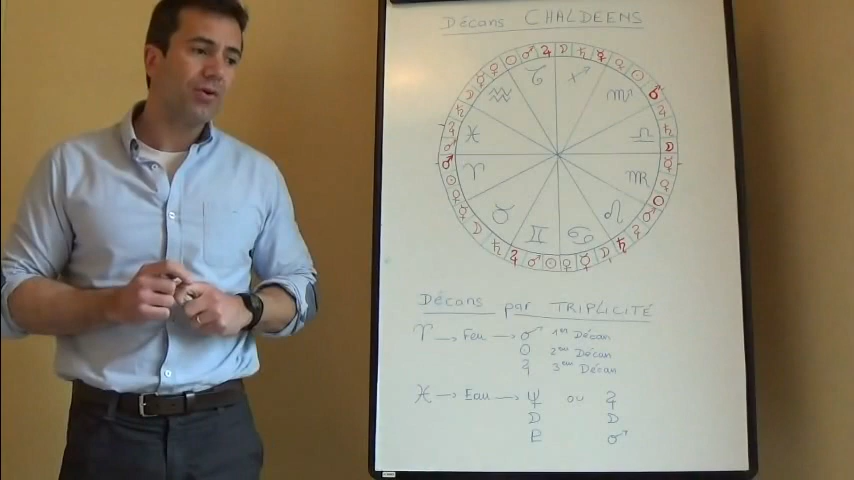 Décans CHALDEENS
♑ ♐ ♏ ♎ ♍ ♌ ♋ ♊ ♉ ♈ ♓ ♒
Décans par TRIPLICITÉ
♈ → Feu → ♂ 1er Décan
☉ 2ème Décan
♃ 3ème Décan
♓ → Eau → ♆ ou ♃
☽ ☽
♇ ♂